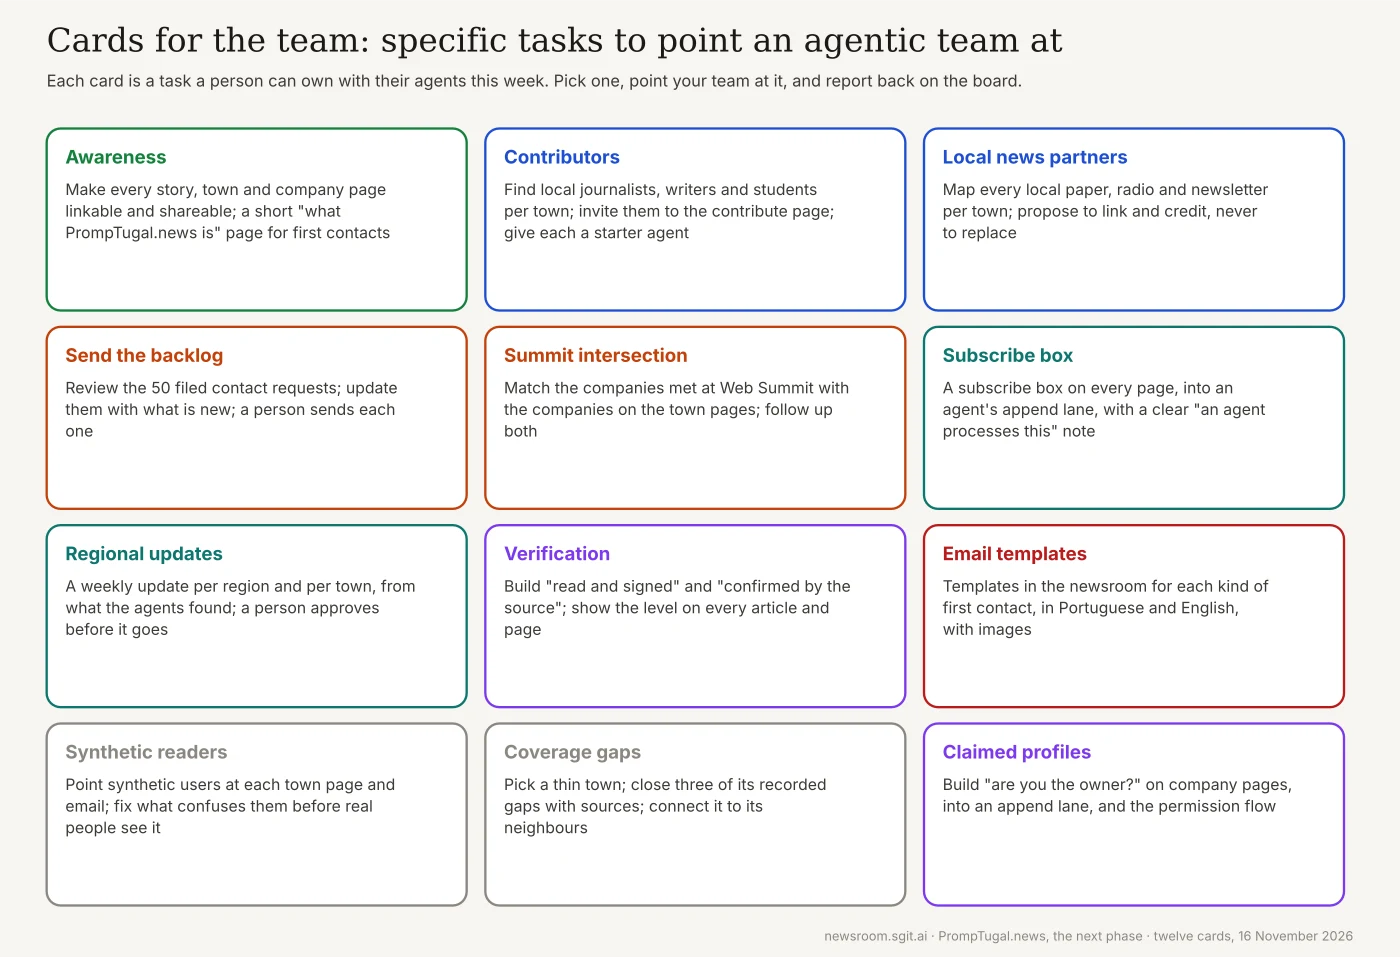 Cards for the team: specific tasks to point an agentic team at
Each card is a task a person can own with their agents this week. Pick one, point your team at it, and report back on the board.
Awareness
Make every story, town and company page
linkable and shareable; a short "what
PrompTugal.news is" page for first contacts
Contributors
Find local journalists, writers and students
per town; invite them to the contribute page;
give each a starter agent
Local news partners
Map every local paper, radio and newsletter
per town; propose to link and credit, never
to replace
Send the backlog
Review the 50 filed contact requests; update
them with what is new; a person sends each
one
Summit intersection
Match the companies met at Web Summit with
the companies on the town pages; follow up
both
Subscribe box
A subscribe box on every page, into an
agent's append lane, with a clear "an agent
processes this" note
Regional updates
A weekly update per region and per town, from
what the agents found; a person approves
before it goes
Verification
Build "read and signed" and "confirmed by the
source"; show the level on every article and
page
Email templates
Templates in the newsroom for each kind of
first contact, in Portuguese and English,
with images
Synthetic readers
Point synthetic users at each town page and
email; fix what confuses them before real
people see it
Coverage gaps
Pick a thin town; close three of its recorded
gaps with sources; connect it to its
neighbours
Claimed profiles
Build "are you the owner?" on company pages,
into an append lane, and the permission flow
newsroom.sgit.ai · PrompTugal.news, the next phase · twelve cards, 16 November 2026